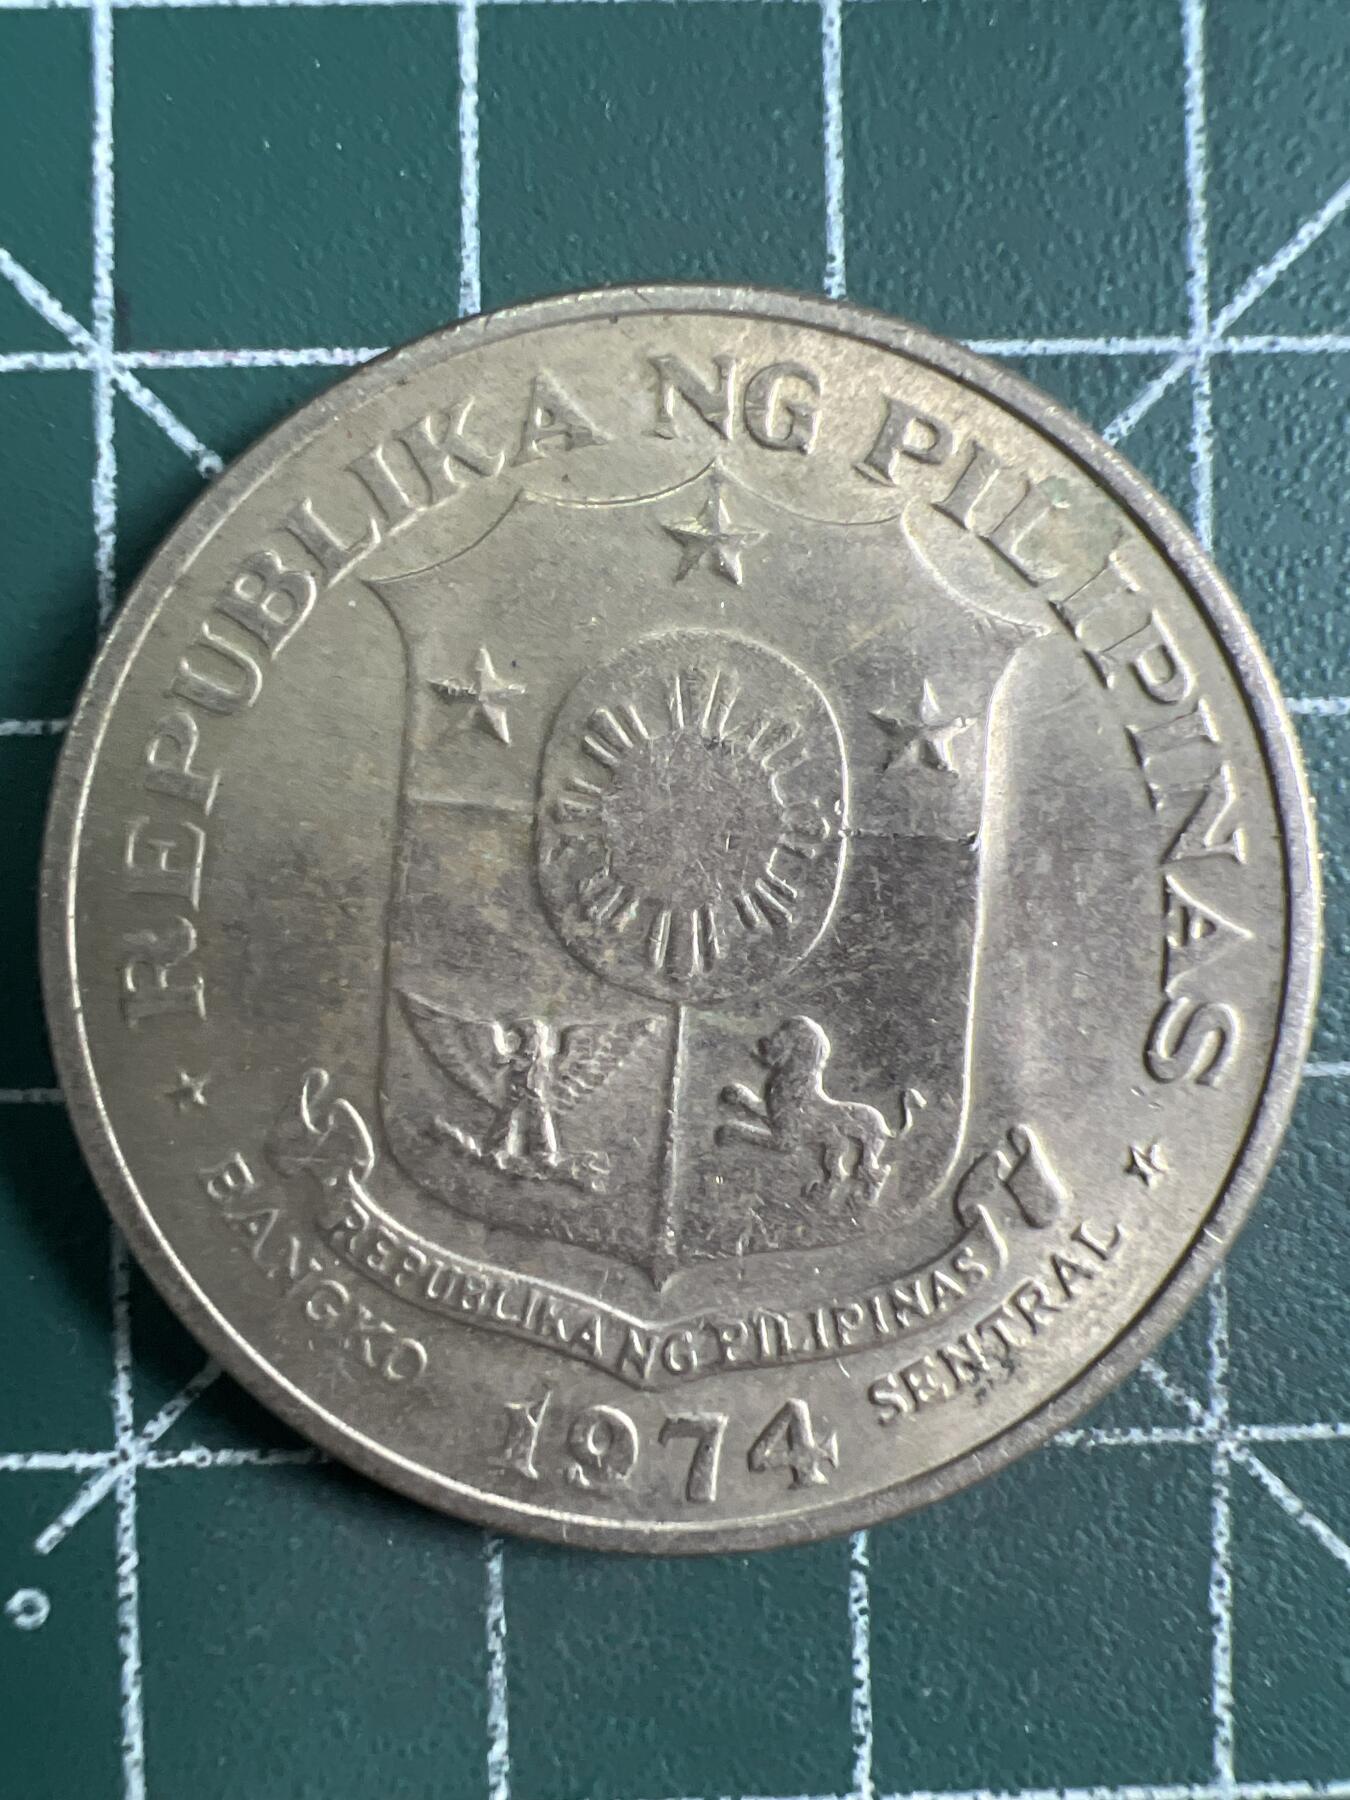 REPUBLIKA NG PILIPINAS
REPUBLIKA NG PILIPINAS
BANGKO SENTRAL
1974